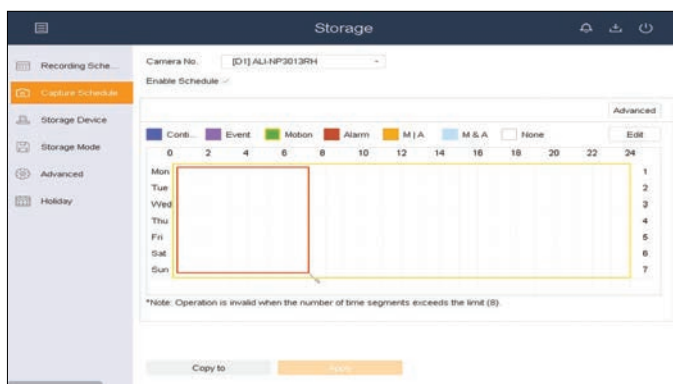 Storage
Recording Sche...
Capture Schedule
Storage Device
Storage Mode
Advanced
Holiday
Camera No. [D1] ALI-NP3013RH
Enable Schedule
Advanced
Conti... Event Motion Alarm M | A M & A None Edit
0 2 4 6 8 10 12 14 16 18 20 22 24
Mon 1
Tue 2
Wed 3
Thu 4
Fri 5
Sat 6
Sun 7
*Note: Operation is invalid when the number of time segments exceeds the limit (8).
Copy to Apply